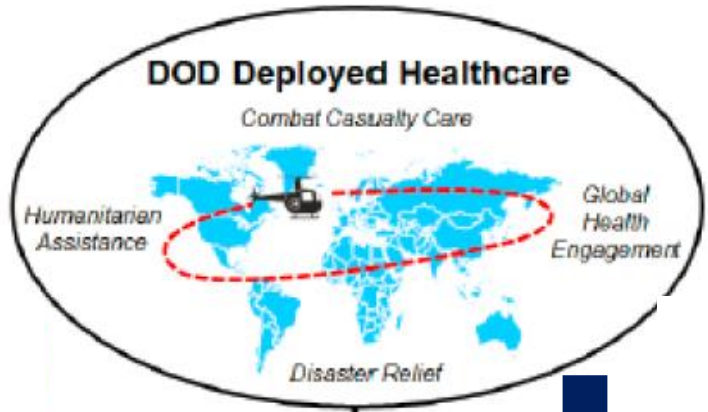 DOD Deployed Healthcare
Combat Casualty Care
Humanitarian
Assistance
Global
Health
Engagement
Disaster Relief